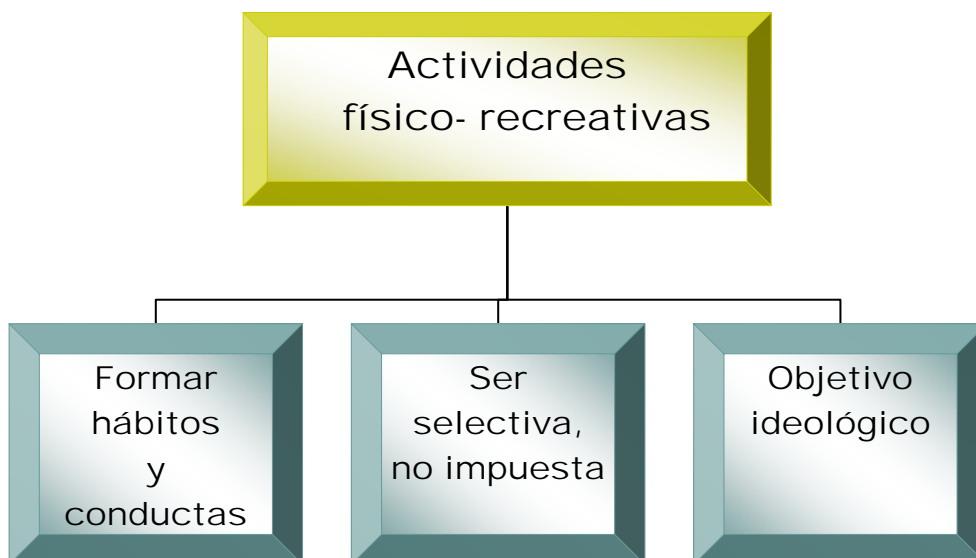 Actividades
físico- recreativas
Formar
hábitos
y
conductas
Ser
selectiva,
no impuesta
Objetivo
ideológico